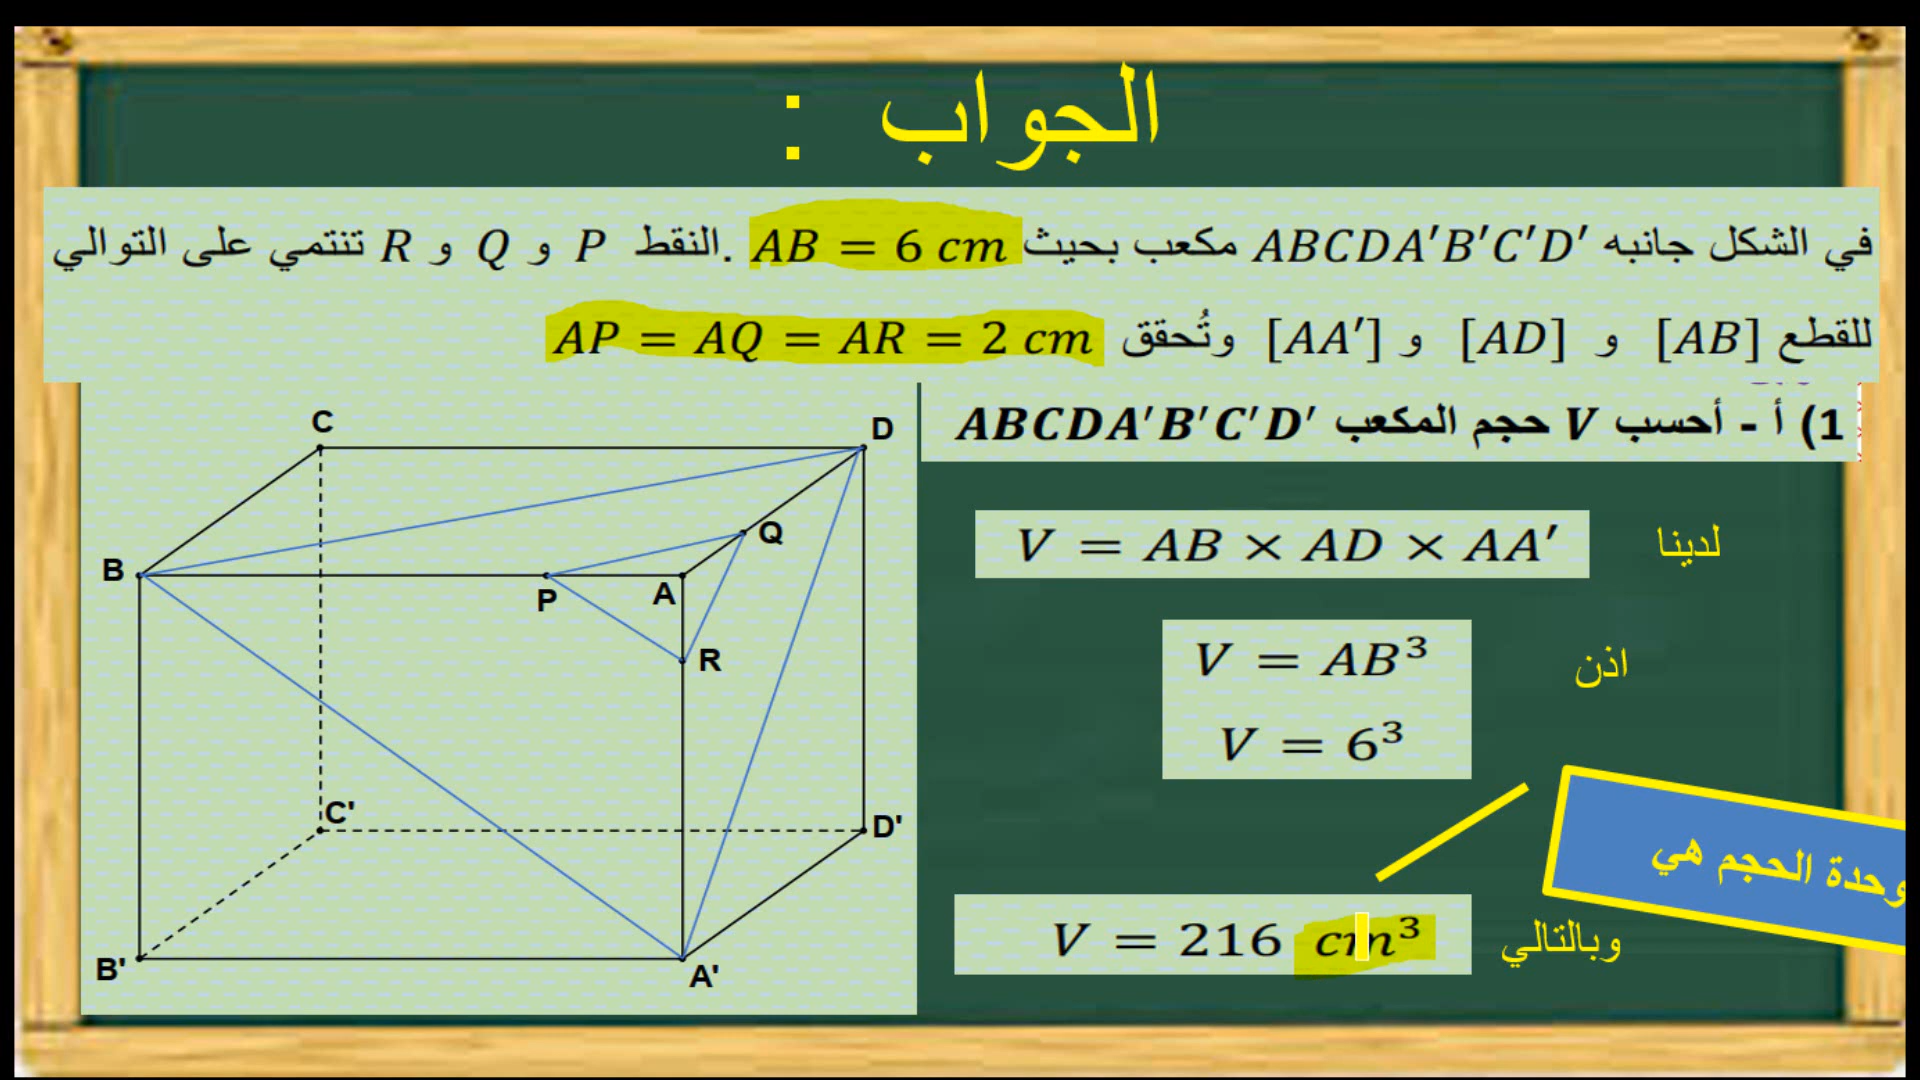 الجواب :
في الشكل جانبه ABCDA′B′C′D′ مكعب بحيث AB = 6 cm .النقط P و Q و R تنتمي على التوالي
للقطع [AB] و [AD] و [AA′] وتُحقق AP = AQ = AR = 2 cm
1) أ - أحسب V حجم المكعب ABCDA′B′C′D′
لدينا V = AB × AD × AA′
اذن V = AB³
V = 6³
وحدة الحجم هي
وبالتالي V = 216 cm³
C
D
Q
B
P
A
R
C'
D'
B'
A'